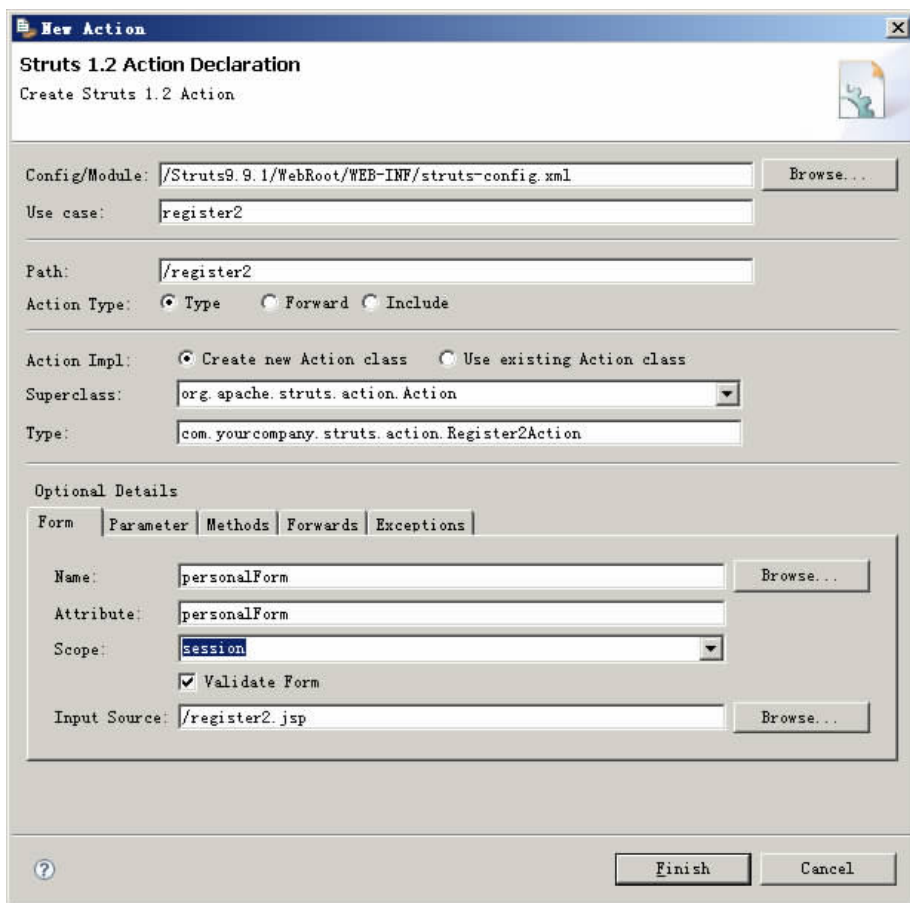 New Action
Struts 1.2 Action Declaration
Create Struts 1.2 Action
Config/Module: /Struts9.9.1/WebRoot/WEB-INF/struts-config.xml Browse...
Use case: register2
Path: /register2
Action Type: Type Forward Include
Action Impl: Create new Action class Use existing Action class
Superclass: org.apache.struts.action.Action
Type: com.yourcompany.struts.action.Register2Action
Optional Details
Form Parameter Methods Forwards Exceptions
Name: personalForm Browse...
Attribute: personalForm
Scope: session
Validate Form
Input Source: /register2.jsp Browse...
Finish Cancel